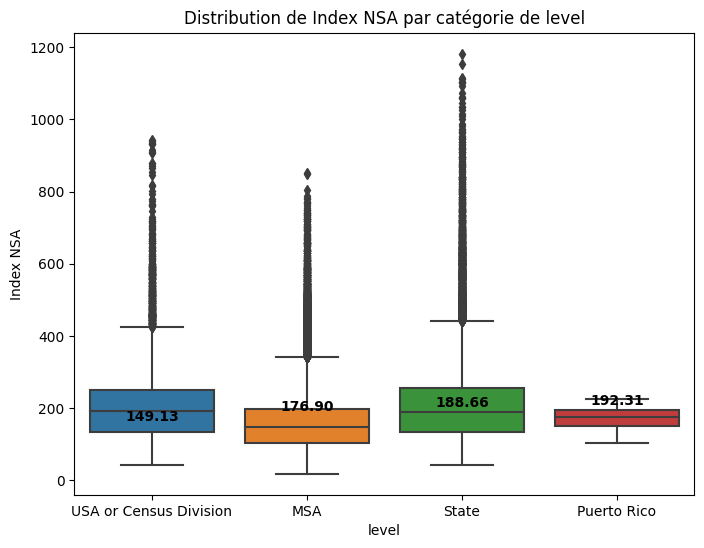 Distribution de Index NSA par catégorie de level
Index NSA
1200
1000
800
600
400
200
0
149.13
176.90
188.66
192.31
USA or Census Division
MSA
State
Puerto Rico
level